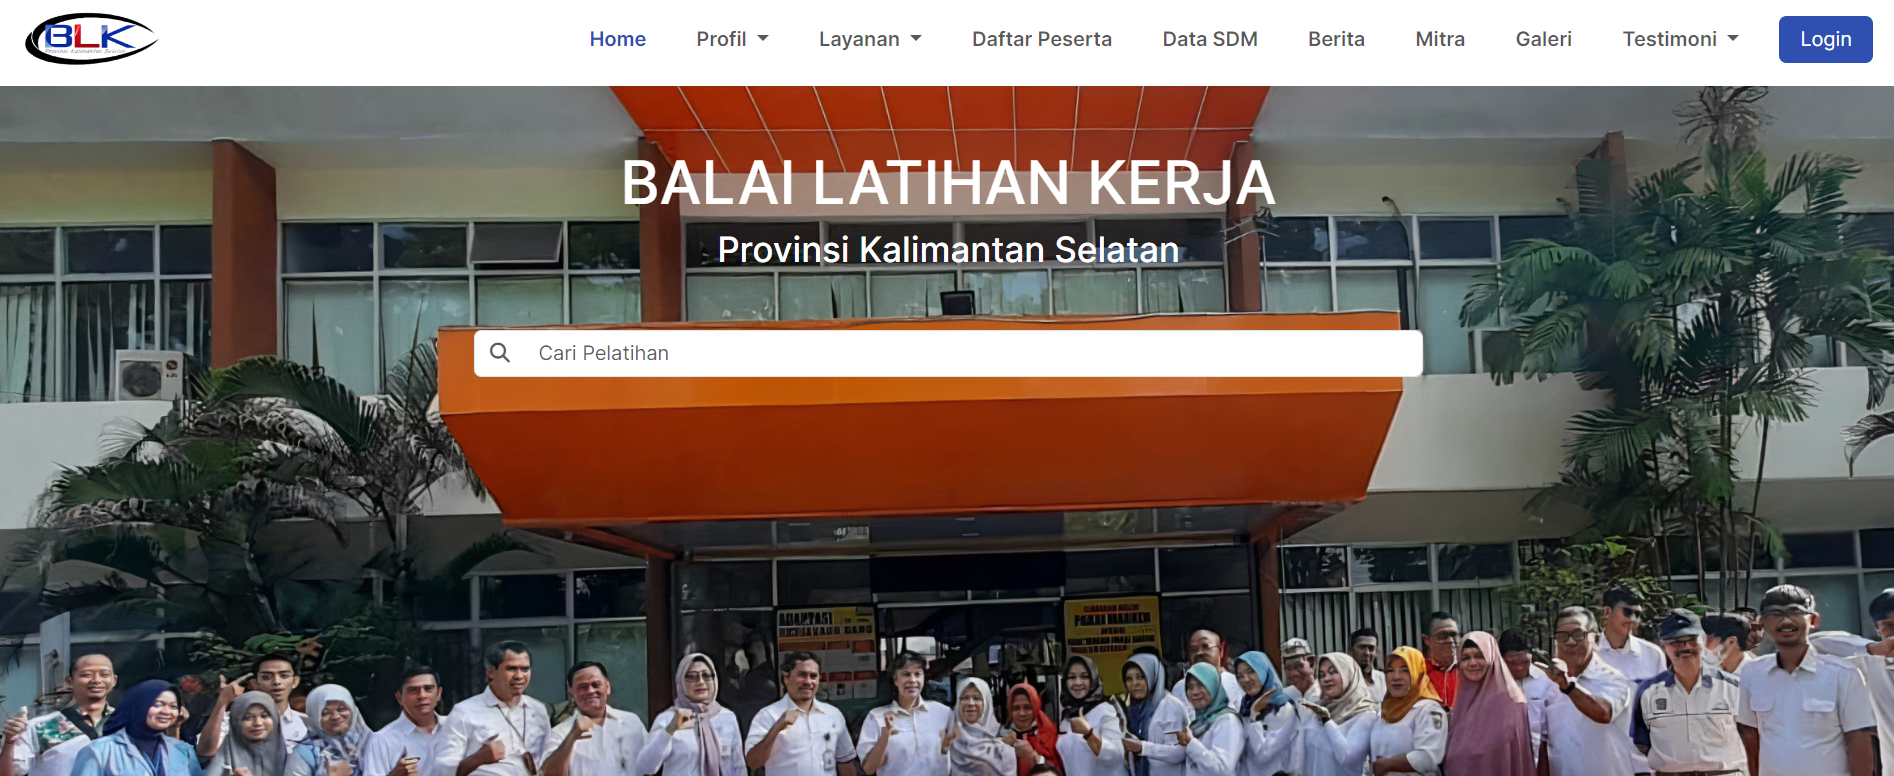 BLK
Provinsi Kalimantan Selatan
Home
Profil
Layanan
Daftar Peserta
Data SDM
Berita
Mitra
Galeri
Testimoni
Login
BALAI LATIHAN KERJA
Provinsi Kalimantan Selatan
Cari Pelatihan